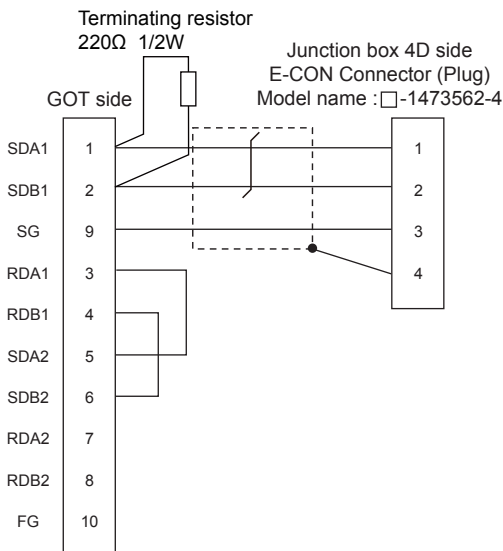 Terminating resistor
220Ω 1/2W
Junction box 4D side
E-CON Connector (Plug)
Model name : □-1473562-4
GOT side
SDA1 1 1
SDB1 2 2
SG 9 3
RDA1 3 4
RDB1 4
SDA2 5
SDB2 6
RDA2 7
RDB2 8
FG 10